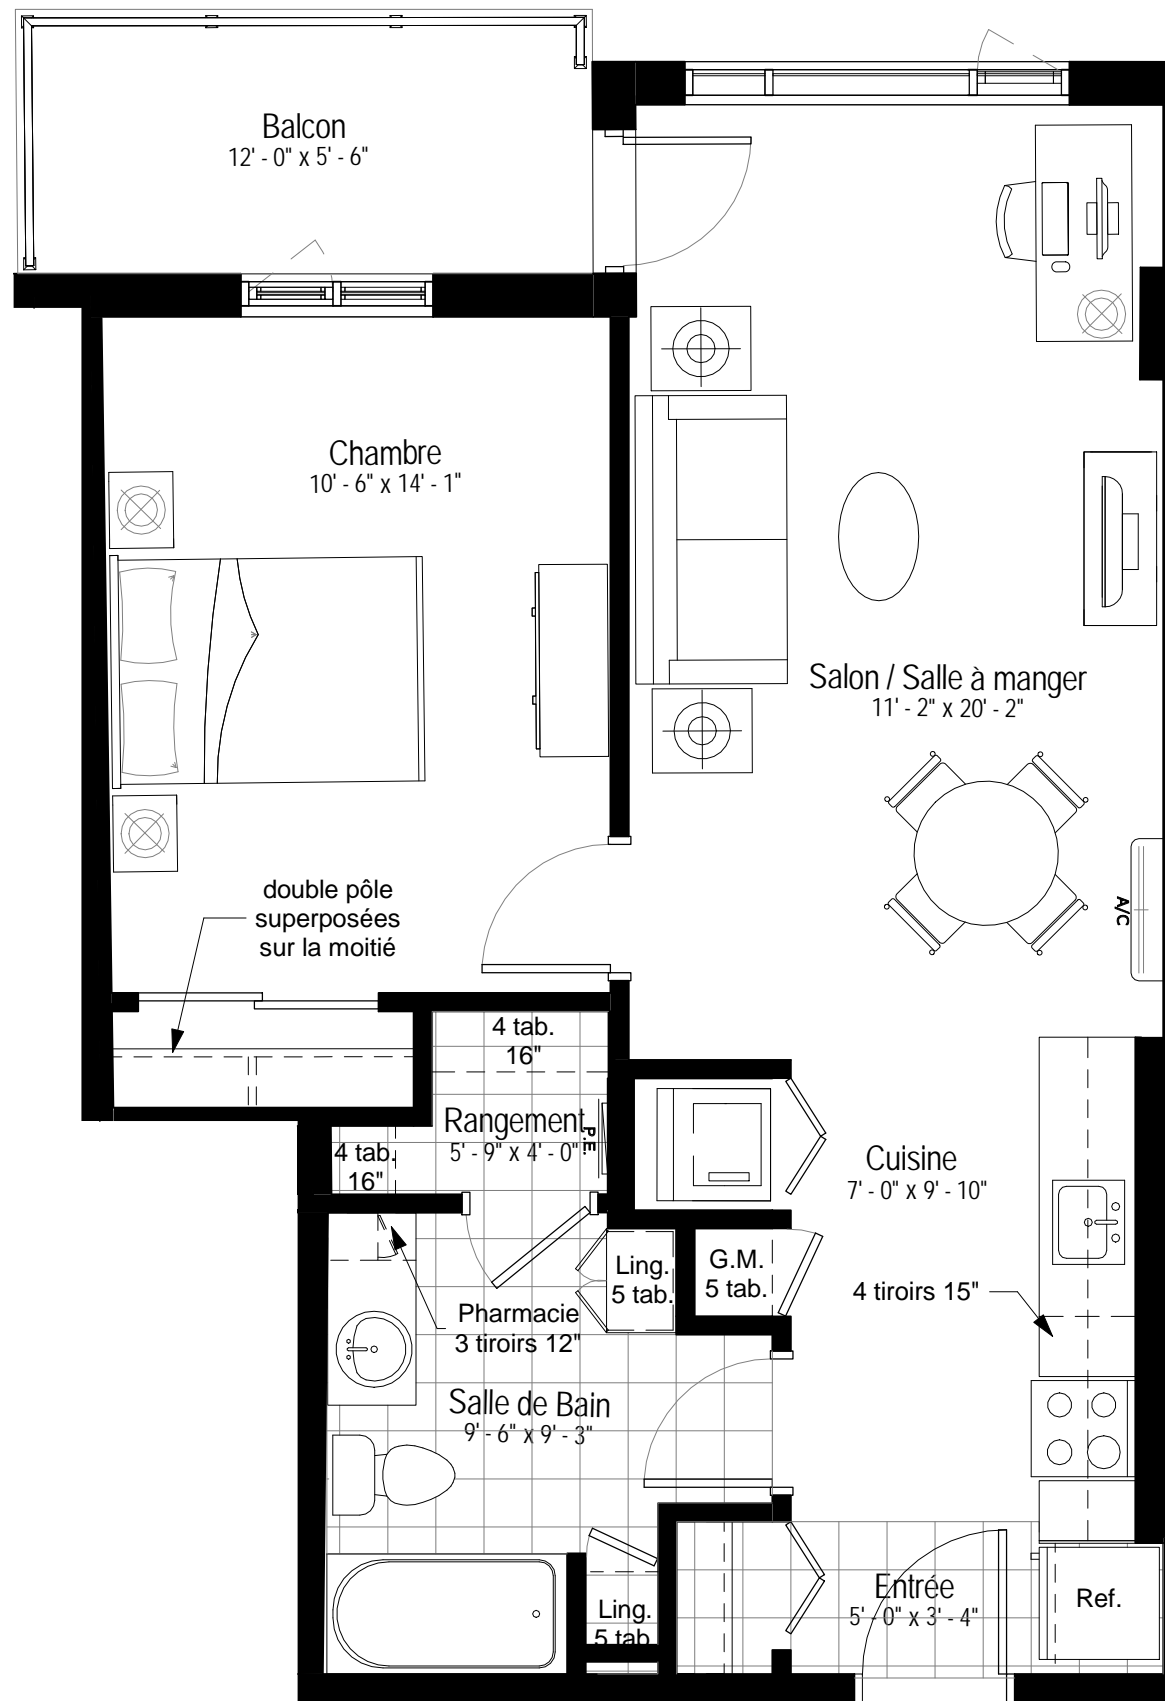 Balcon
12' - 0" x 5' - 6"
Chambre
10' - 6" x 14' - 1"
Salon / Salle à manger
11' - 2" x 20' - 2"
double pôle
superposées
sur la moitié
A/C
4 tab.
16"
Rangement
5' - 9" x 4' - 0"
P.E.
4 tab.
16"
Cuisine
7' - 0" x 9' - 10"
Ling.
5 tab.
G.M.
5 tab.
4 tiroirs 15"
Pharmacie
3 tiroirs 12"
Salle de Bain
9' - 6" x 9' - 3"
Entrée
5' - 0" x 3' - 4"
Ref.
Ling.
5 tab.